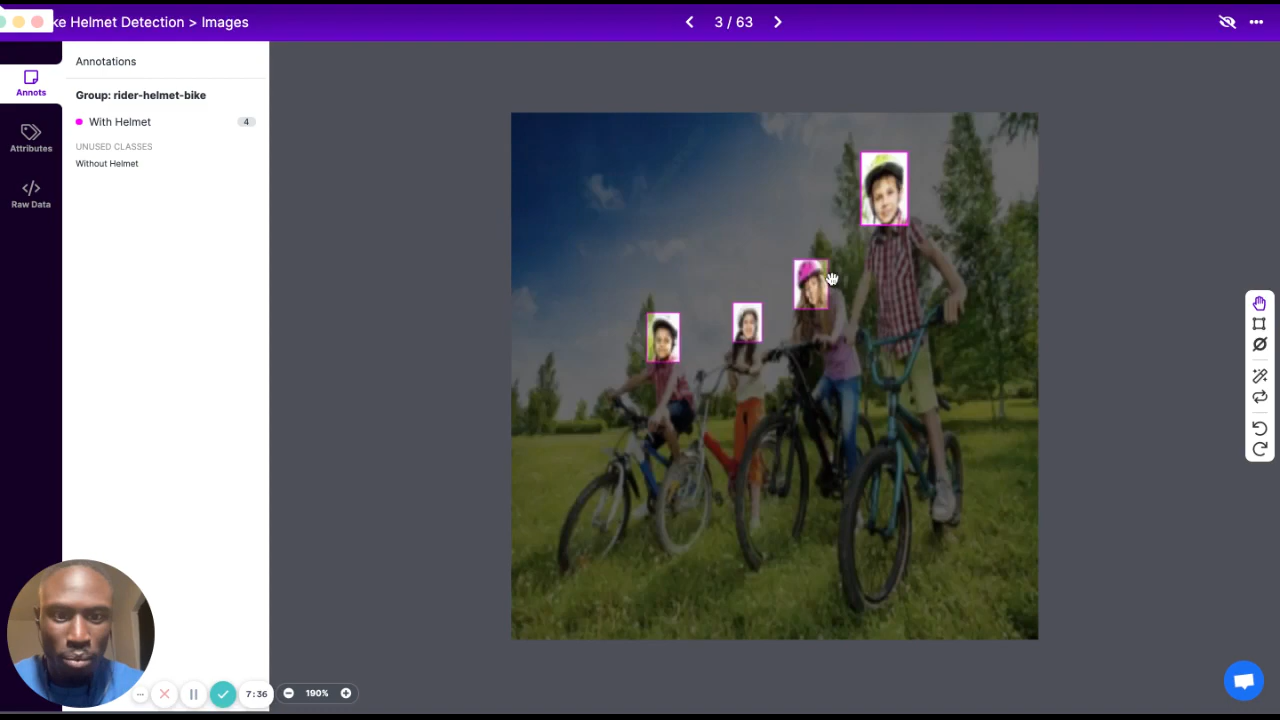 ke Helmet Detection > Images
3 / 63
Annots
Attributes
Raw Data
Annotations
Group: rider-helmet-bike
With Helmet 4
UNUSED CLASSES
Without Helmet
7:36
190%